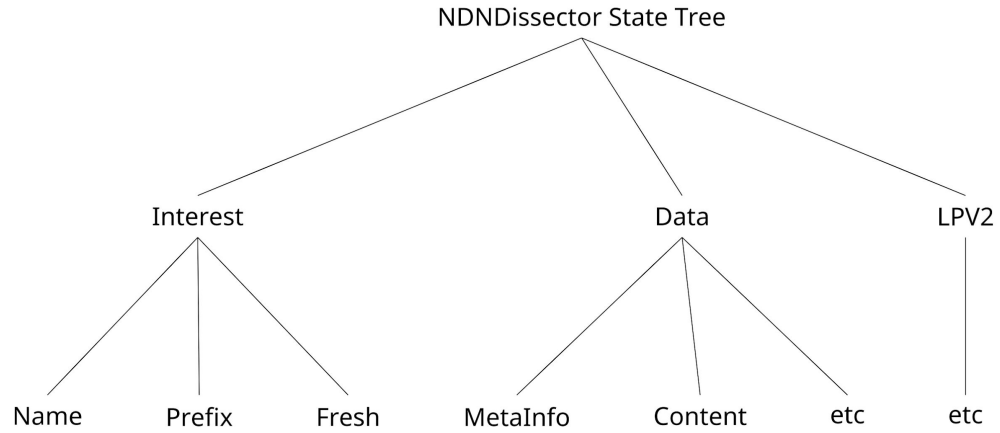 NDNDissector State Tree
Interest Data LPV2
Name Prefix Fresh MetaInfo Content etc etc